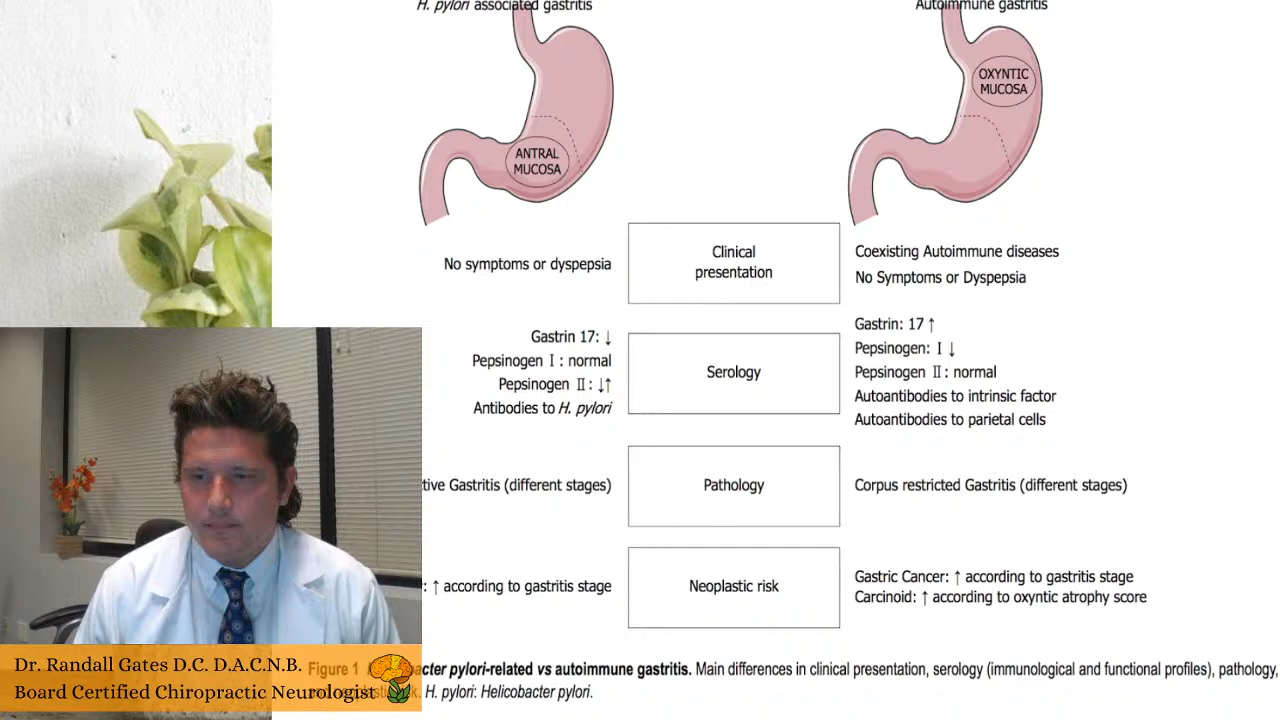 H. pylori associated gastritis
Autoimmune gastritis
OXYNTIC
MUCOSA
ANTRAL
MUCOSA
Clinical
presentation
No symptoms or dyspepsia
Coexisting Autoimmune diseases
No Symptoms or Dyspepsia
Gastrin 17: ↓
Pepsinogen Ⅰ : normal
Pepsinogen Ⅱ : ↓↑
Antibodies to H. pylori
Serology
Gastrin: 17 ↑
Pepsinogen: Ⅰ ↓
Pepsinogen Ⅱ : normal
Autoantibodies to intrinsic factor
Autoantibodies to parietal cells
Gastritis (different stages)
Pathology
Corpus restricted Gastritis (different stages)
: ↑ according to gastritis stage
Neoplastic risk
Gastric Cancer: ↑ according to gastritis stage
Carcinoid: ↑ according to oxyntic atrophy score
Dr. Randall Gates D.C. D.A.C.N.B.
Board Certified Chiropractic Neurologist
Figure 1 pylori-related vs autoimmune gastritis. Main differences in clinical presentation, serology (immunological and functional profiles), pathology,
H. pylori: Helicobacter pylori.